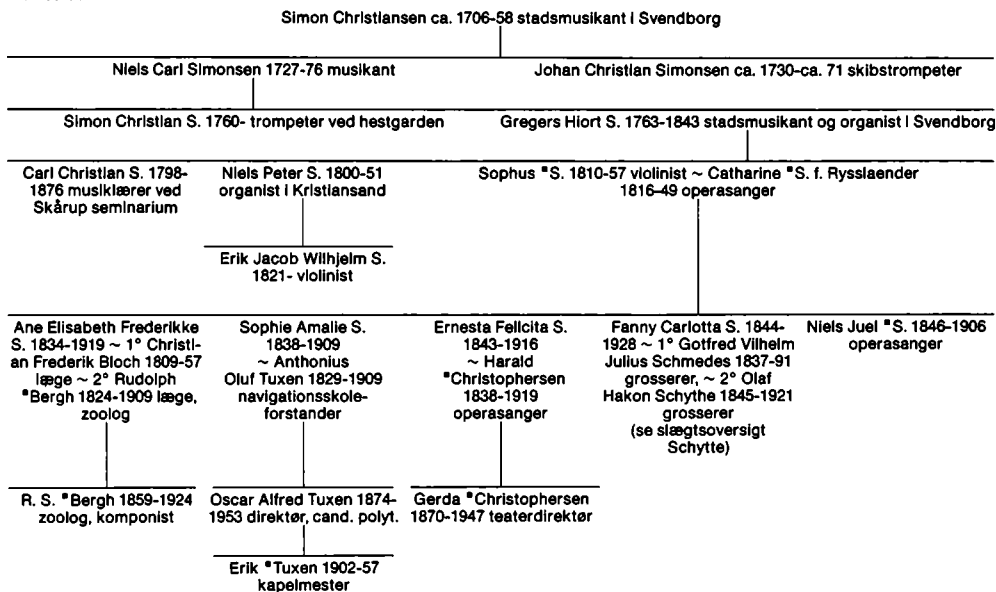 Simon Christiansen ca. 1706-58 stadsmusikant i Svendborg
Niels Carl Simonsen 1727-76 musikant
Johan Christian Simonsen ca. 1730-ca. 71 skibstrompeter
Simon Christian S. 1760- trompeter ved hestgarden
Gregers Hiort S. 1763-1843 stadsmusikant og organist i Svendborg
Carl Christian S. 1798-
1876 musiklærer ved
Skårup seminarium
Niels Peter S. 1800-51
organist i Kristiansand
Sophus *S. 1810-57 violinist ~ Catharine *S. f. Rysslaender
1816-49 operasanger
Erik Jacob Wilhjelm S.
1821- violinist
Ane Elisabeth Frederikke
S. 1834-1919 ~ 1° Christi-
an Frederik Bloch 1809-57
læge ~ 2° Rudolph
*Bergh 1824-1909 læge,
zoolog
Sophie Amalie S.
1838-1909
~ Anthonius
Oluf Tuxen 1829-1909
navigationsskole-
forstander
Ernesta Felicita S.
1843-1916
~ Harald
*Christophersen
1838-1919
operasanger
Fanny Carlotta S. 1844-
1928 ~ 1° Gotfred Vilhelm
Julius Schmedes 1837-91
grosserer, ~ 2° Olaf
Hakon Schythe 1845-1921
grosserer
(se slægtsoversigt
Schytte)
Niels Juel *S. 1846-1906
operasanger
R. S. *Bergh 1859-1924
zoolog, komponist
Oscar Alfred Tuxen 1874-
1953 direktør, cand. polyt.
Gerda *Christophersen
1870-1947 teaterdirektør
Erik *Tuxen 1902-57
kapelmester